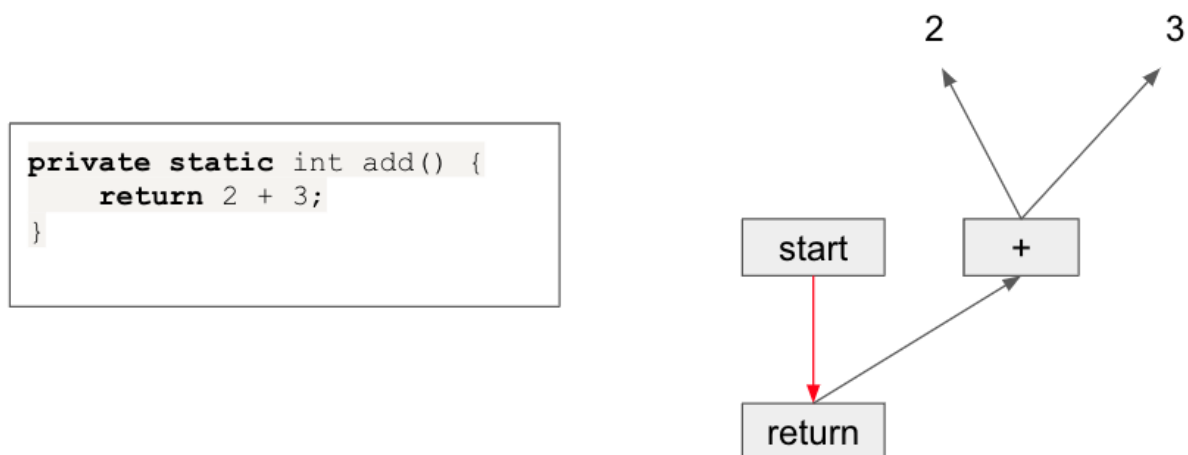 private static int add() {
    return 2 + 3;
}
2 3
start +
return